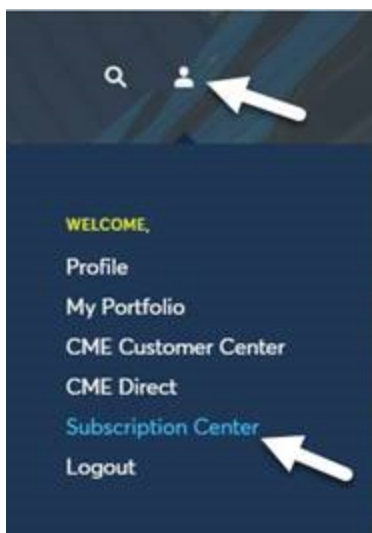 WELCOME,
Profile
My Portfolio
CME Customer Center
CME Direct
Subscription Center
Logout